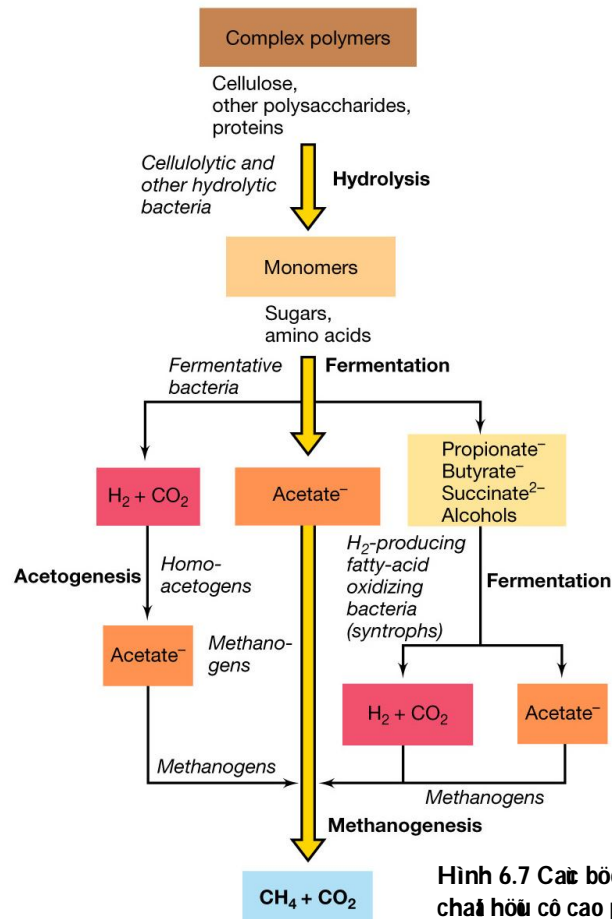 Complex polymers
Cellulose,
other polysaccharides,
proteins
Cellulolytic and
other hydrolytic
bacteria
Hydrolysis
Monomers
Sugars,
amino acids
Fermentative
bacteria
Fermentation
H₂ + CO₂
Acetate⁻
Propionate⁻
Butyrate⁻
Succinate²⁻
Alcohols
Acetogenesis
Homo-
acetogens
H₂-producing
fatty-acid
oxidizing
bacteria
(syntrophs)
Fermentation
Acetate⁻
Methano-
gens
H₂ + CO₂
Acetate⁻
Methanogens
Methanogens
Methanogenesis
CH₄ + CO₂
Hình 6.7
cao